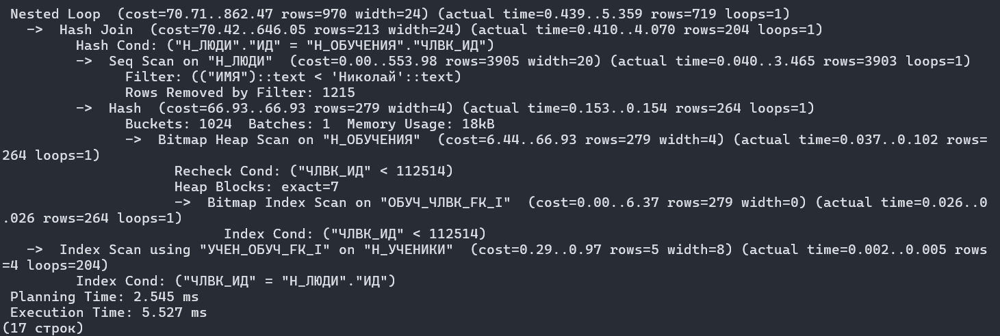 Nested Loop  (cost=70.71..862.47 rows=970 width=24) (actual time=0.439..5.359 rows=719 loops=1)
   ->  Hash Join  (cost=70.42..646.05 rows=213 width=24) (actual time=0.410..4.070 rows=204 loops=1)
         Hash Cond: ("Н_ЛЮДИ"."ИД" = "Н_ОБУЧЕНИЯ"."ЧЛВК_ИД")
         ->  Seq Scan on "Н_ЛЮДИ"  (cost=0.00..553.98 rows=3905 width=20) (actual time=0.040..3.465 rows=3903 loops=1)
               Filter: (("ИМЯ")::text < 'Николай'::text)
               Rows Removed by Filter: 1215
         ->  Hash  (cost=66.93..66.93 rows=279 width=4) (actual time=0.153..0.154 rows=264 loops=1)
               Buckets: 1024  Batches: 1  Memory Usage: 18kB
               ->  Bitmap Heap Scan on "Н_ОБУЧЕНИЯ"  (cost=6.44..66.93 rows=279 width=4) (actual time=0.037..0.102 rows=
264 loops=1)
                     Recheck Cond: ("ЧЛВК_ИД" < 112514)
                     Heap Blocks: exact=7
                     ->  Bitmap Index Scan on "ОБУЧ_ЧЛВК_FK_I"  (cost=0.00..6.37 rows=279 width=0) (actual time=0.026..0
.026 rows=264 loops=1)
                           Index Cond: ("ЧЛВК_ИД" < 112514)
   ->  Index Scan using "УЧЕН_ОБУЧ_FK_I" on "Н_УЧЕНИКИ"  (cost=0.29..0.97 rows=5 width=8) (actual time=0.002..0.005 rows
=4 loops=204)
         Index Cond: ("ЧЛВК_ИД" = "Н_ЛЮДИ"."ИД")
 Planning Time: 2.545 ms
 Execution Time: 5.527 ms
(17 строк)